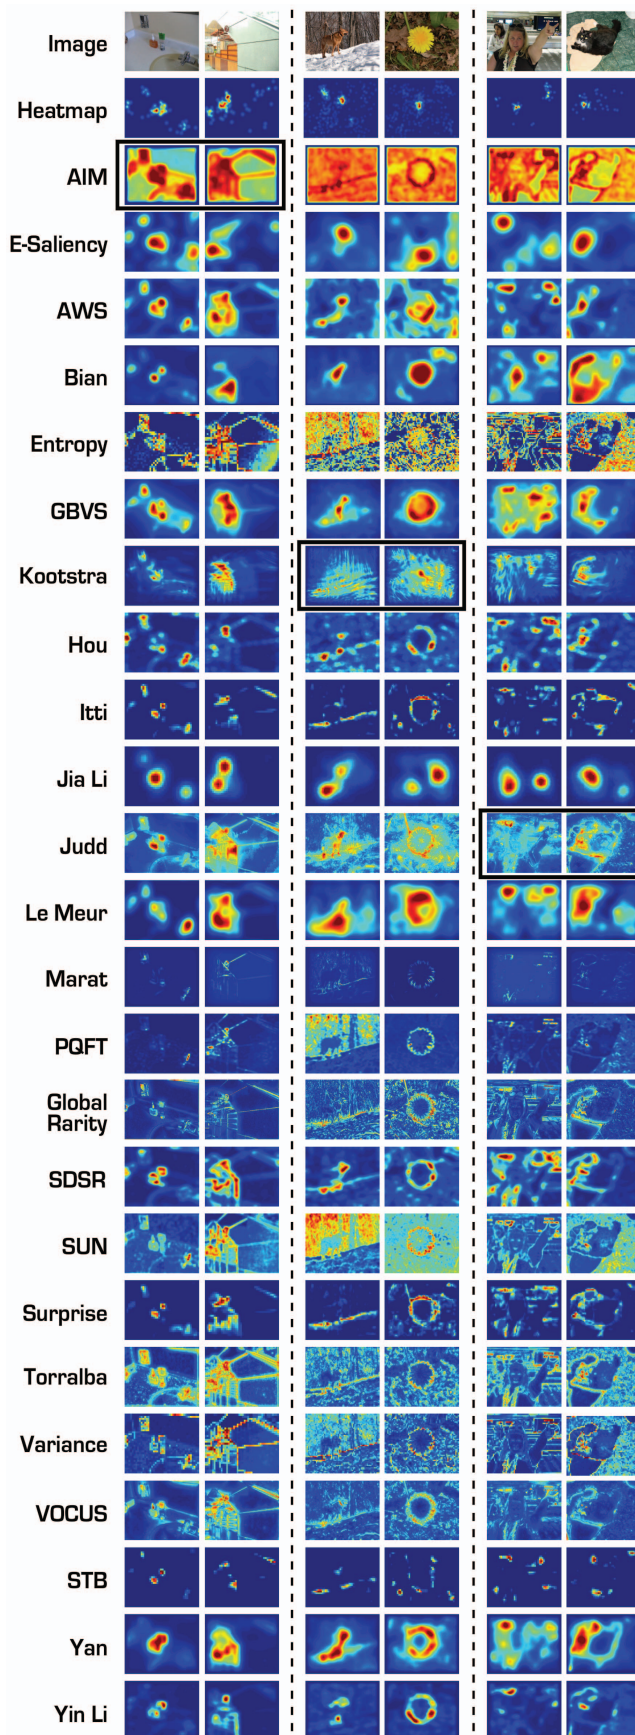 Image
Heatmap
AIM
E-Saliency
AWS
Bian
Entropy
GBVS
Kootstra
Hou
Itti
Jia Li
Judd
Le Meur
Marat
PQFT
Global
Rarity
SDSR
SUN
Surprise
Torralba
Variance
VOCUS
STB
Yan
Yin Li